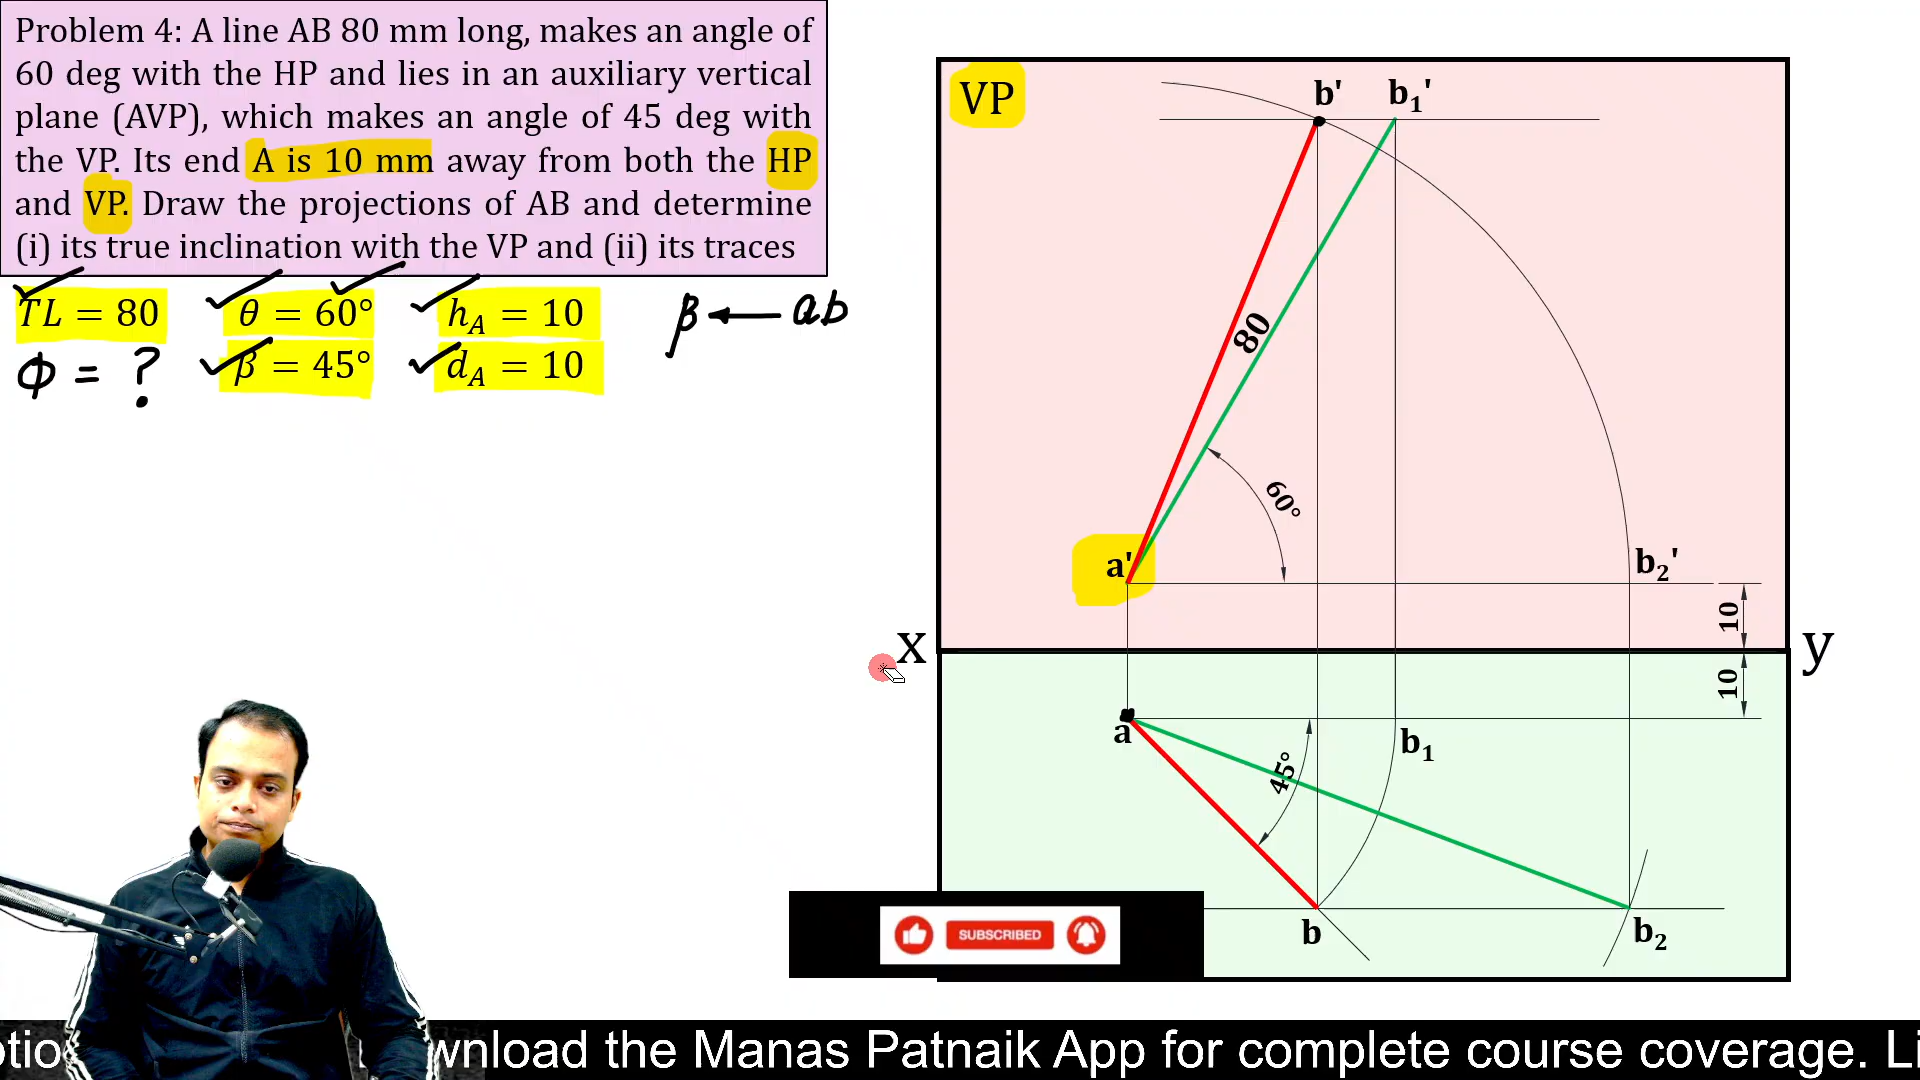 Problem 4: A line AB 80 mm long, makes an angle of
60 deg with the HP and lies in an auxiliary vertical
plane (AVP), which makes an angle of 45 deg with
the VP. Its end A is 10 mm away from both the HP
and VP. Draw the projections of AB and determine
(i) its true inclination with the VP and (ii) its traces
TL = 80 θ = 60° h_A = 10 β ← ab
Φ = ? β = 45° d_A = 10
VP
b' b₁'
80
60°
a'
b₂'
10
x y
10
a
b₁
45°
b
b₂
SUBSCRIBED
wnload the Manas Patnaik App for complete course coverage. Li